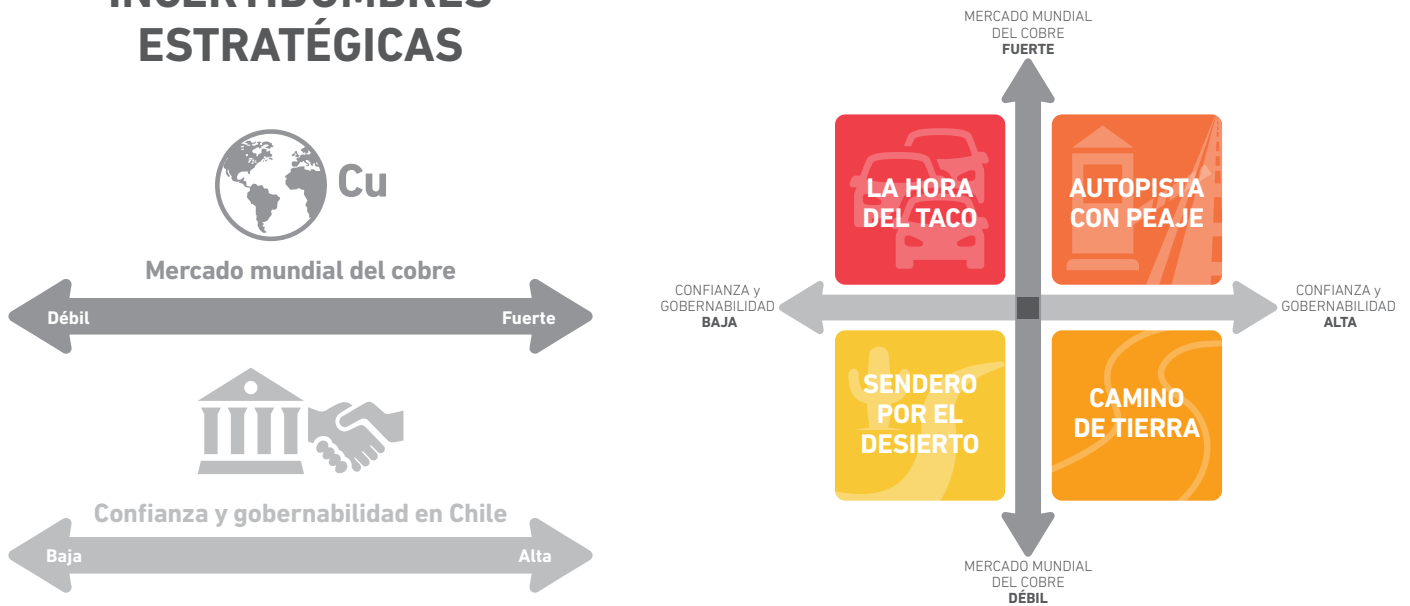 INCERTIDUMBRES
ESTRATÉGICAS
Cu
Mercado mundial del cobre
Débil
Fuerte
Confianza y gobernabilidad en Chile
Baja
Alta
MERCADO MUNDIAL
DEL COBRE
FUERTE
LA HORA
DEL TACO
AUTOPISTA
CON PEAJE
CONFIANZA y
GOBERNABILIDAD
BAJA
CONFIANZA y
GOBERNABILIDAD
ALTA
SENDERO
POR EL
DESIERTO
CAMINO
DE TIERRA
MERCADO MUNDIAL
DEL COBRE
DÉBIL